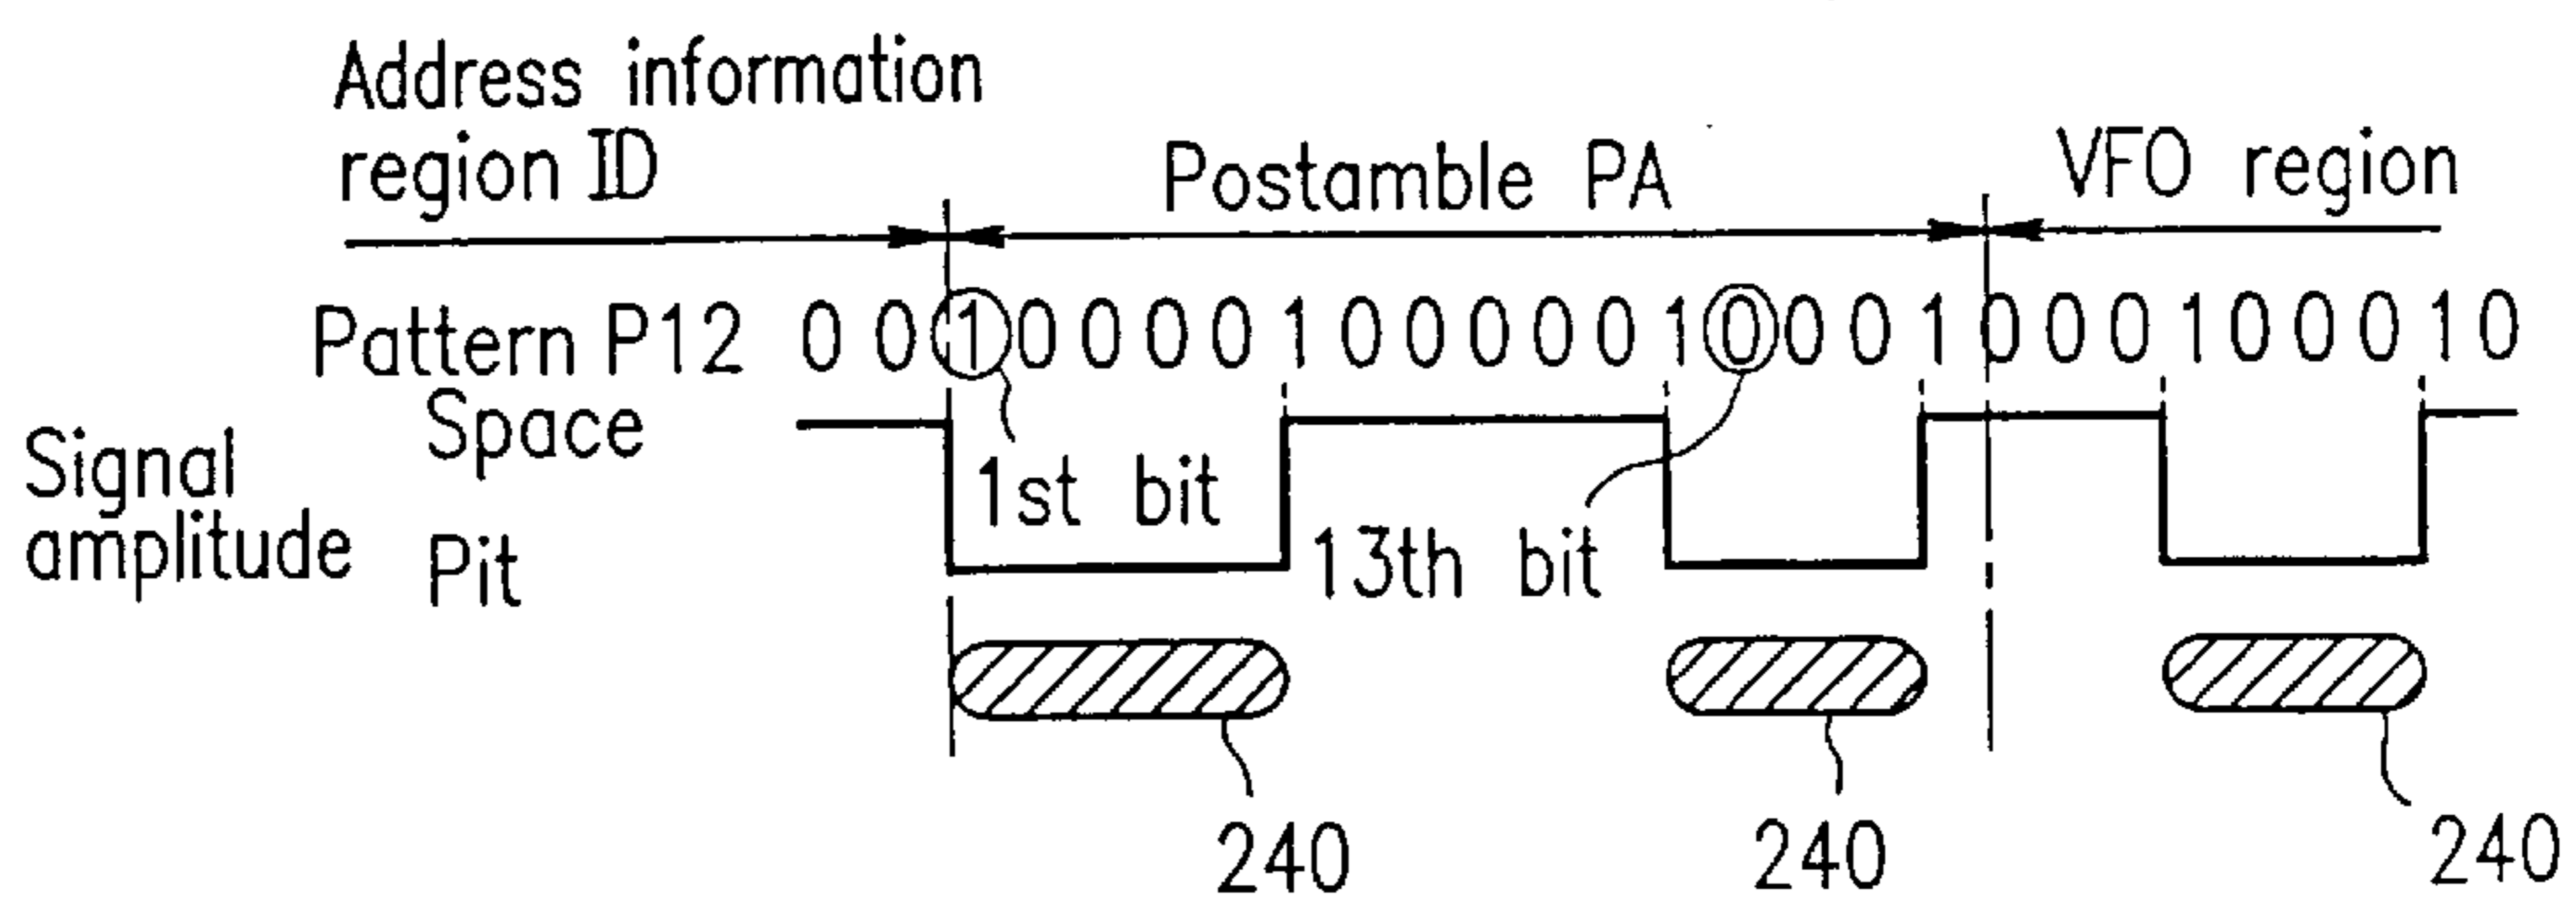 Address information
region ID
Postamble PA
VFO region
Pattern P12 0 0 1 0 0 0 0 1 0 0 0 0 0 1 0 0 0 1 0 0 0 1 0 0 0 1 0
Signal
amplitude
Space
Pit
1st bit
13th bit
240
240
240